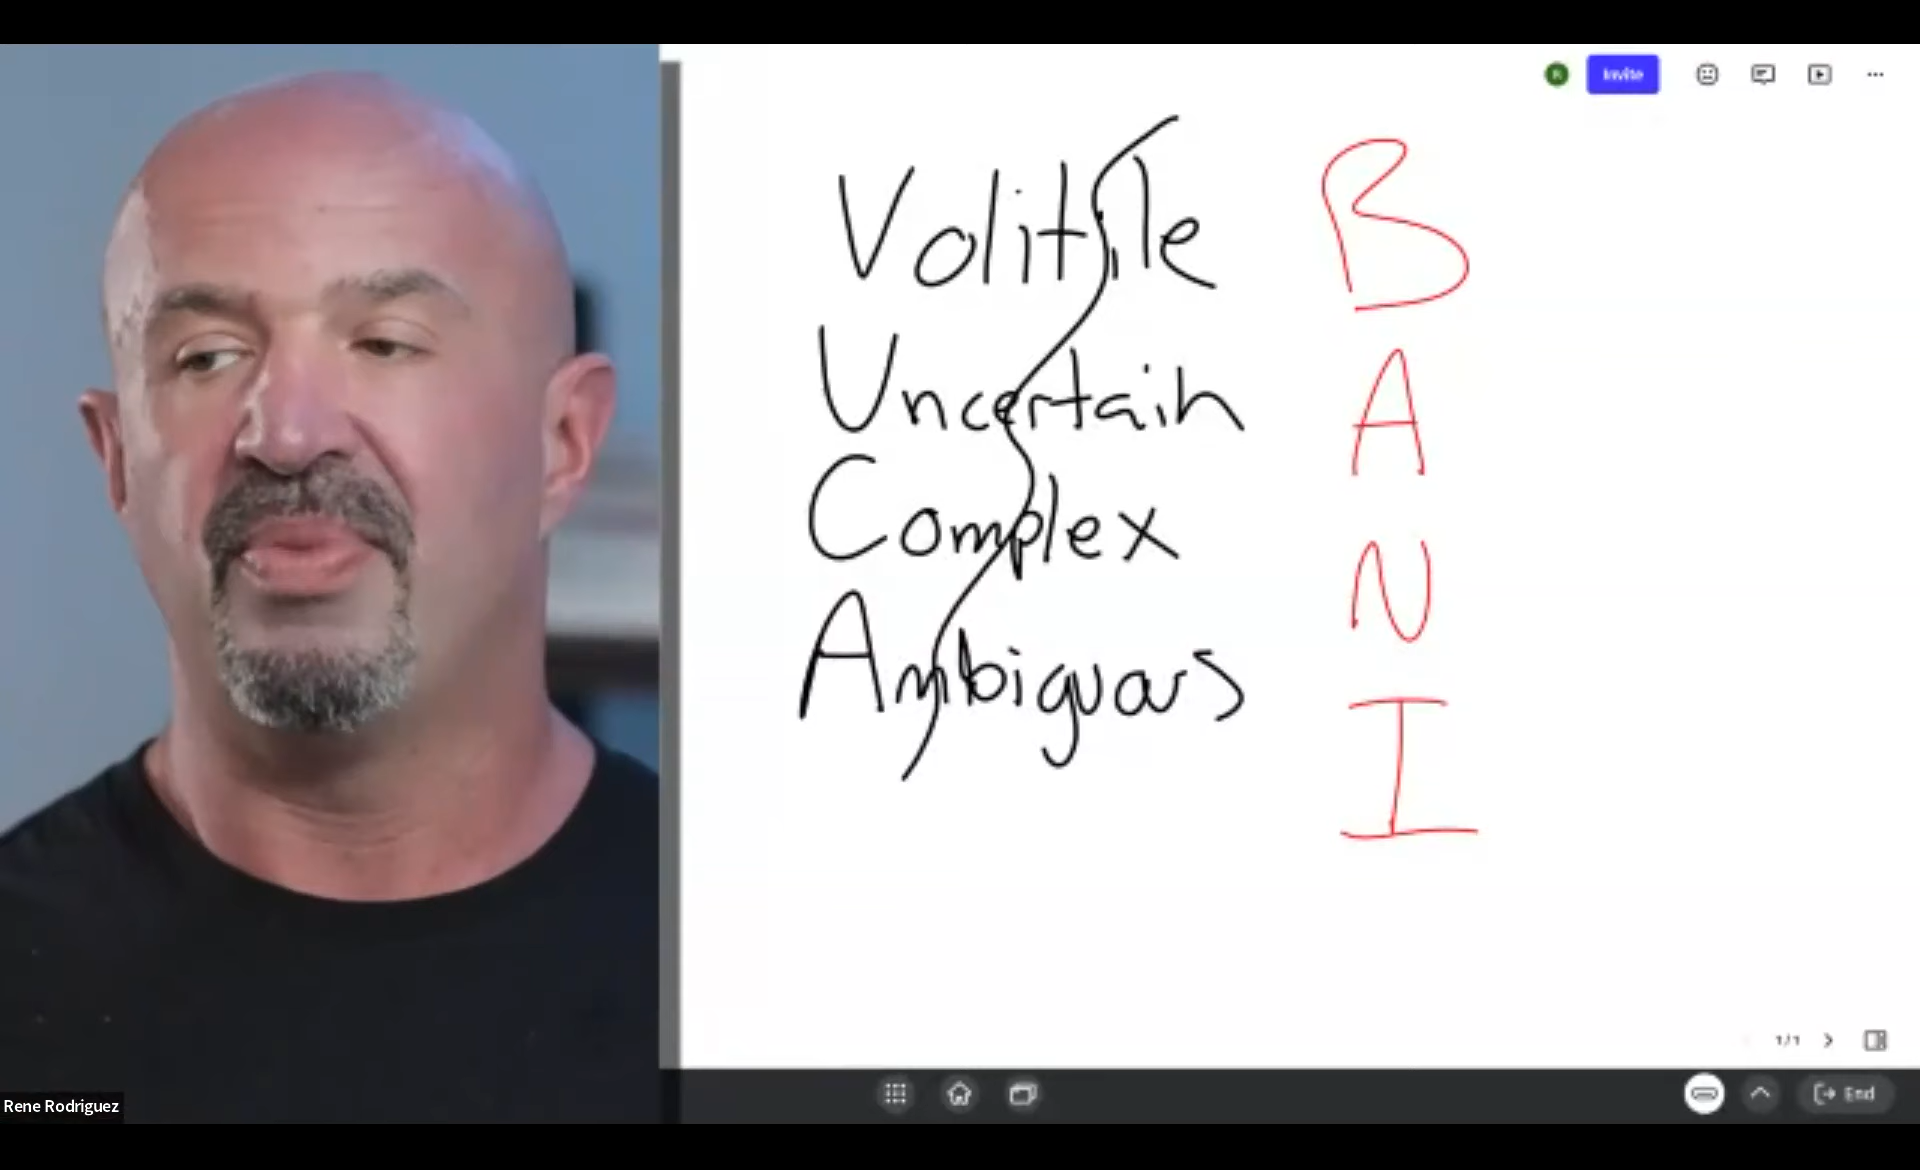 Invite
Volitile
Uncertain
Complex
Ambiguous
B
A
N
I
1/1
End
Rene Rodriguez